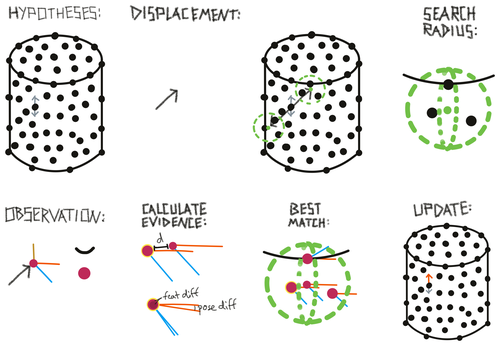 HYPOTHESES:
DISPLACEMENT:
SEARCH
RADIUS:
OBSERVATION:
CALCULATE
EVIDENCE:
d
feat diff
pose diff
BEST
MATCH:
UPDATE: